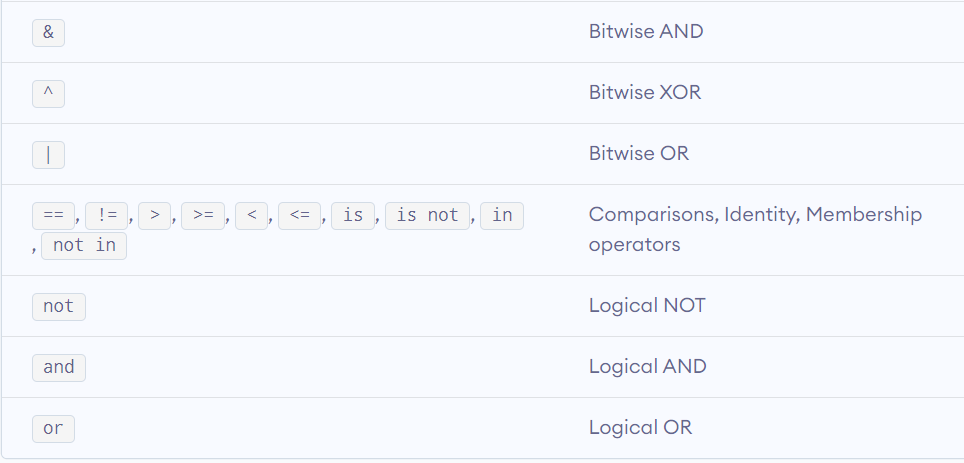 & Bitwise AND
^ Bitwise XOR
| Bitwise OR
==, !=, >, >=, <, <=, is, is not, in Comparisons, Identity, Membership
, not in operators
not Logical NOT
and Logical AND
or Logical OR